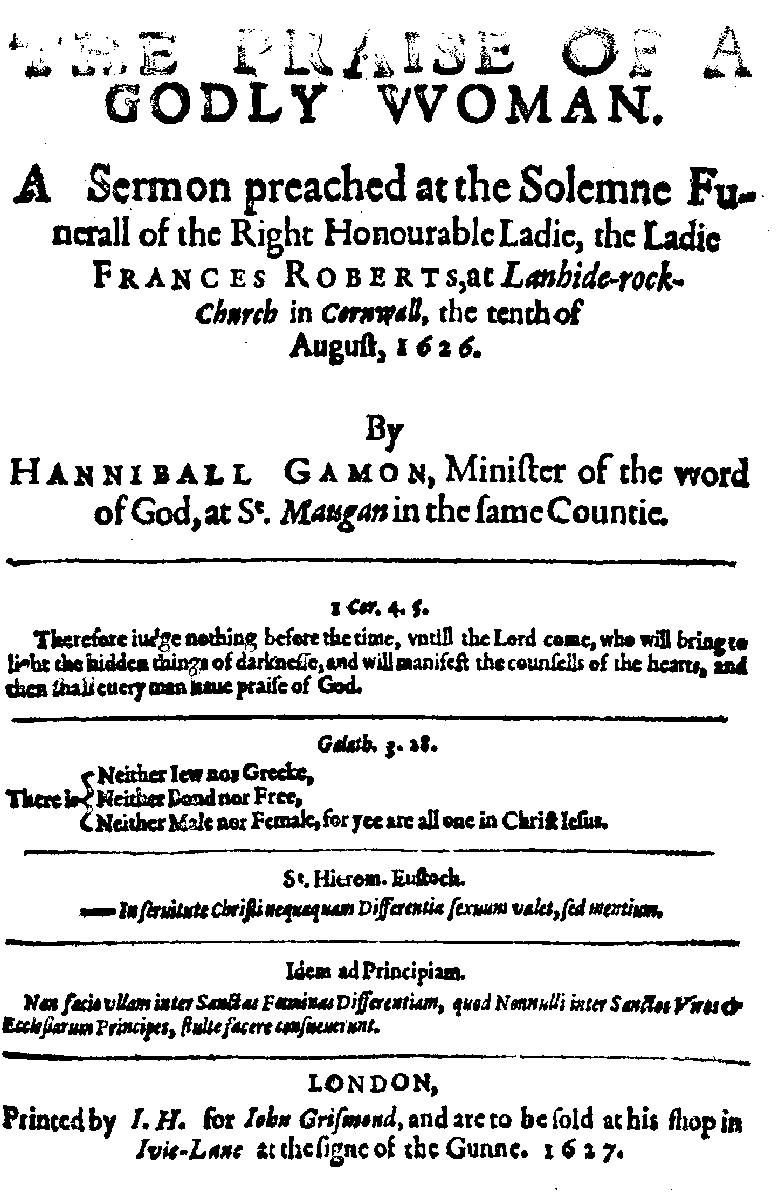 THE PRAISE OF A
GODLY VVOMAN.
A Sermon preached at the Solemne Fu-
nerall of the Right Honourable Ladie, the Ladie
FRANCES ROBERTS, at Lanhide-rock-
Church in Cornwall, the tenth of
Auguſt, 1626.
By
HANNIBALL GAMON, Miniſter of the word
of God, at St. Maugan in the ſame Countie.
1 Cor. 4. 5.
Therefore iudge nothing before the time, vntill the Lord come, who will bring to
light the hidden things of darkneſſe, and will manifeſt the counſells of the hearts, and
then ſhall euery man haue praiſe of God.
Galath. 3. 28.
Neither Iew nor Greeke,
There is Neither Bond nor Free,
Neither Male nor Female, for yee are all one in Chriſt Ieſus.
St. Hierom. Euſtoch.
— In ſeruitute Chriſti nequaquam Differentia ſexuum valet, ſed mentium.
Idem ad Principiam.
Non facio vllam inter Sanctas Fœminas Differentiam, quod Nonnulli inter Sanctos Viros &
Eccleſiarum Principes, ſtulte facere conſueuerunt.
LONDON,
Printed by I. H. for Iohn Griſmond, and are to be ſold at his ſhop in
Ivie-Lane at the ſigne of the Gunne. 1627.